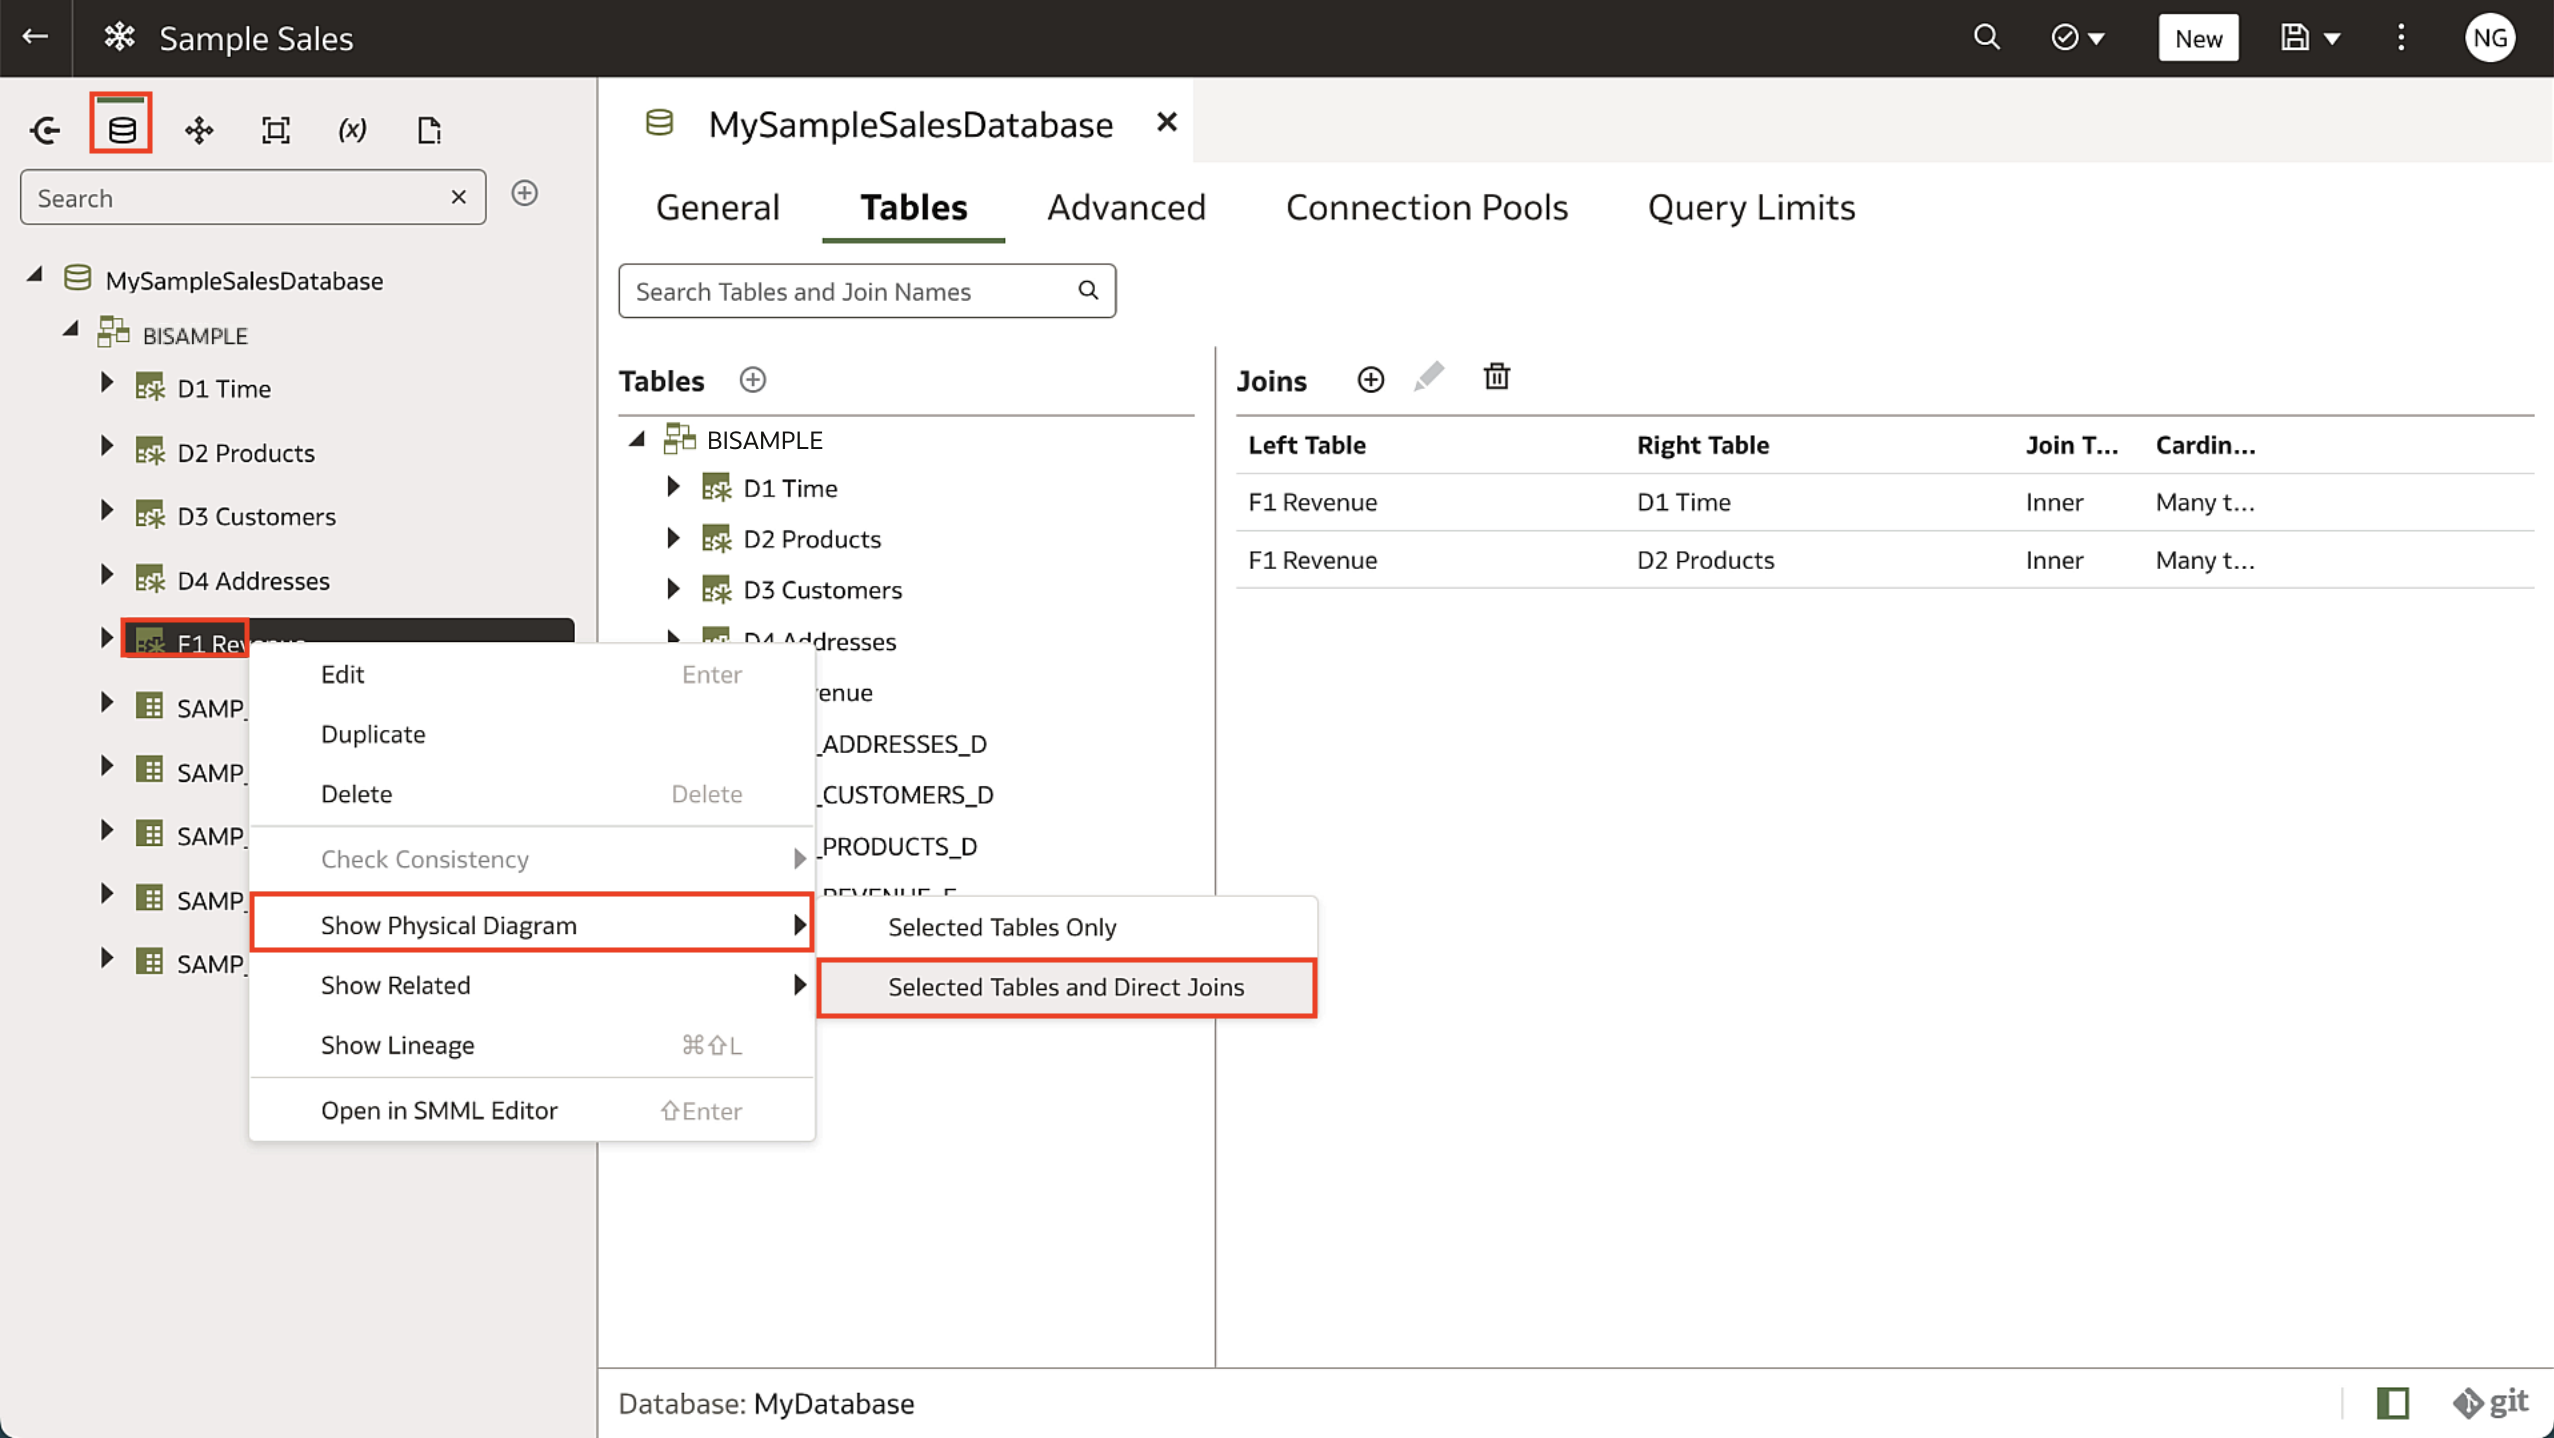 Sample Sales
New
NG
(x)
Search
MySampleSalesDatabase
BISAMPLE
D1 Time
D2 Products
D3 Customers
D4 Addresses
F1 Revenue
SAMP_
SAMP_
SAMP_
SAMP_
SAMP_
Edit Enter
Duplicate
Delete Delete
Check Consistency
Show Physical Diagram
Show Related
Show Lineage ⌘⇧L
Open in SMML Editor ⇧Enter
Selected Tables Only
Selected Tables and Direct Joins
MySampleSalesDatabase
General Tables Advanced Connection Pools Query Limits
Search Tables and Join Names
Tables
BISAMPLE
D1 Time
D2 Products
D3 Customers
D4 Addresses
enue
_ADDRESSES_D
_CUSTOMERS_D
_PRODUCTS_D
_REVENUE_F
Joins
Left Table Right Table Join T... Cardin...
F1 Revenue D1 Time Inner Many t...
F1 Revenue D2 Products Inner Many t...
Database: MyDatabase
git